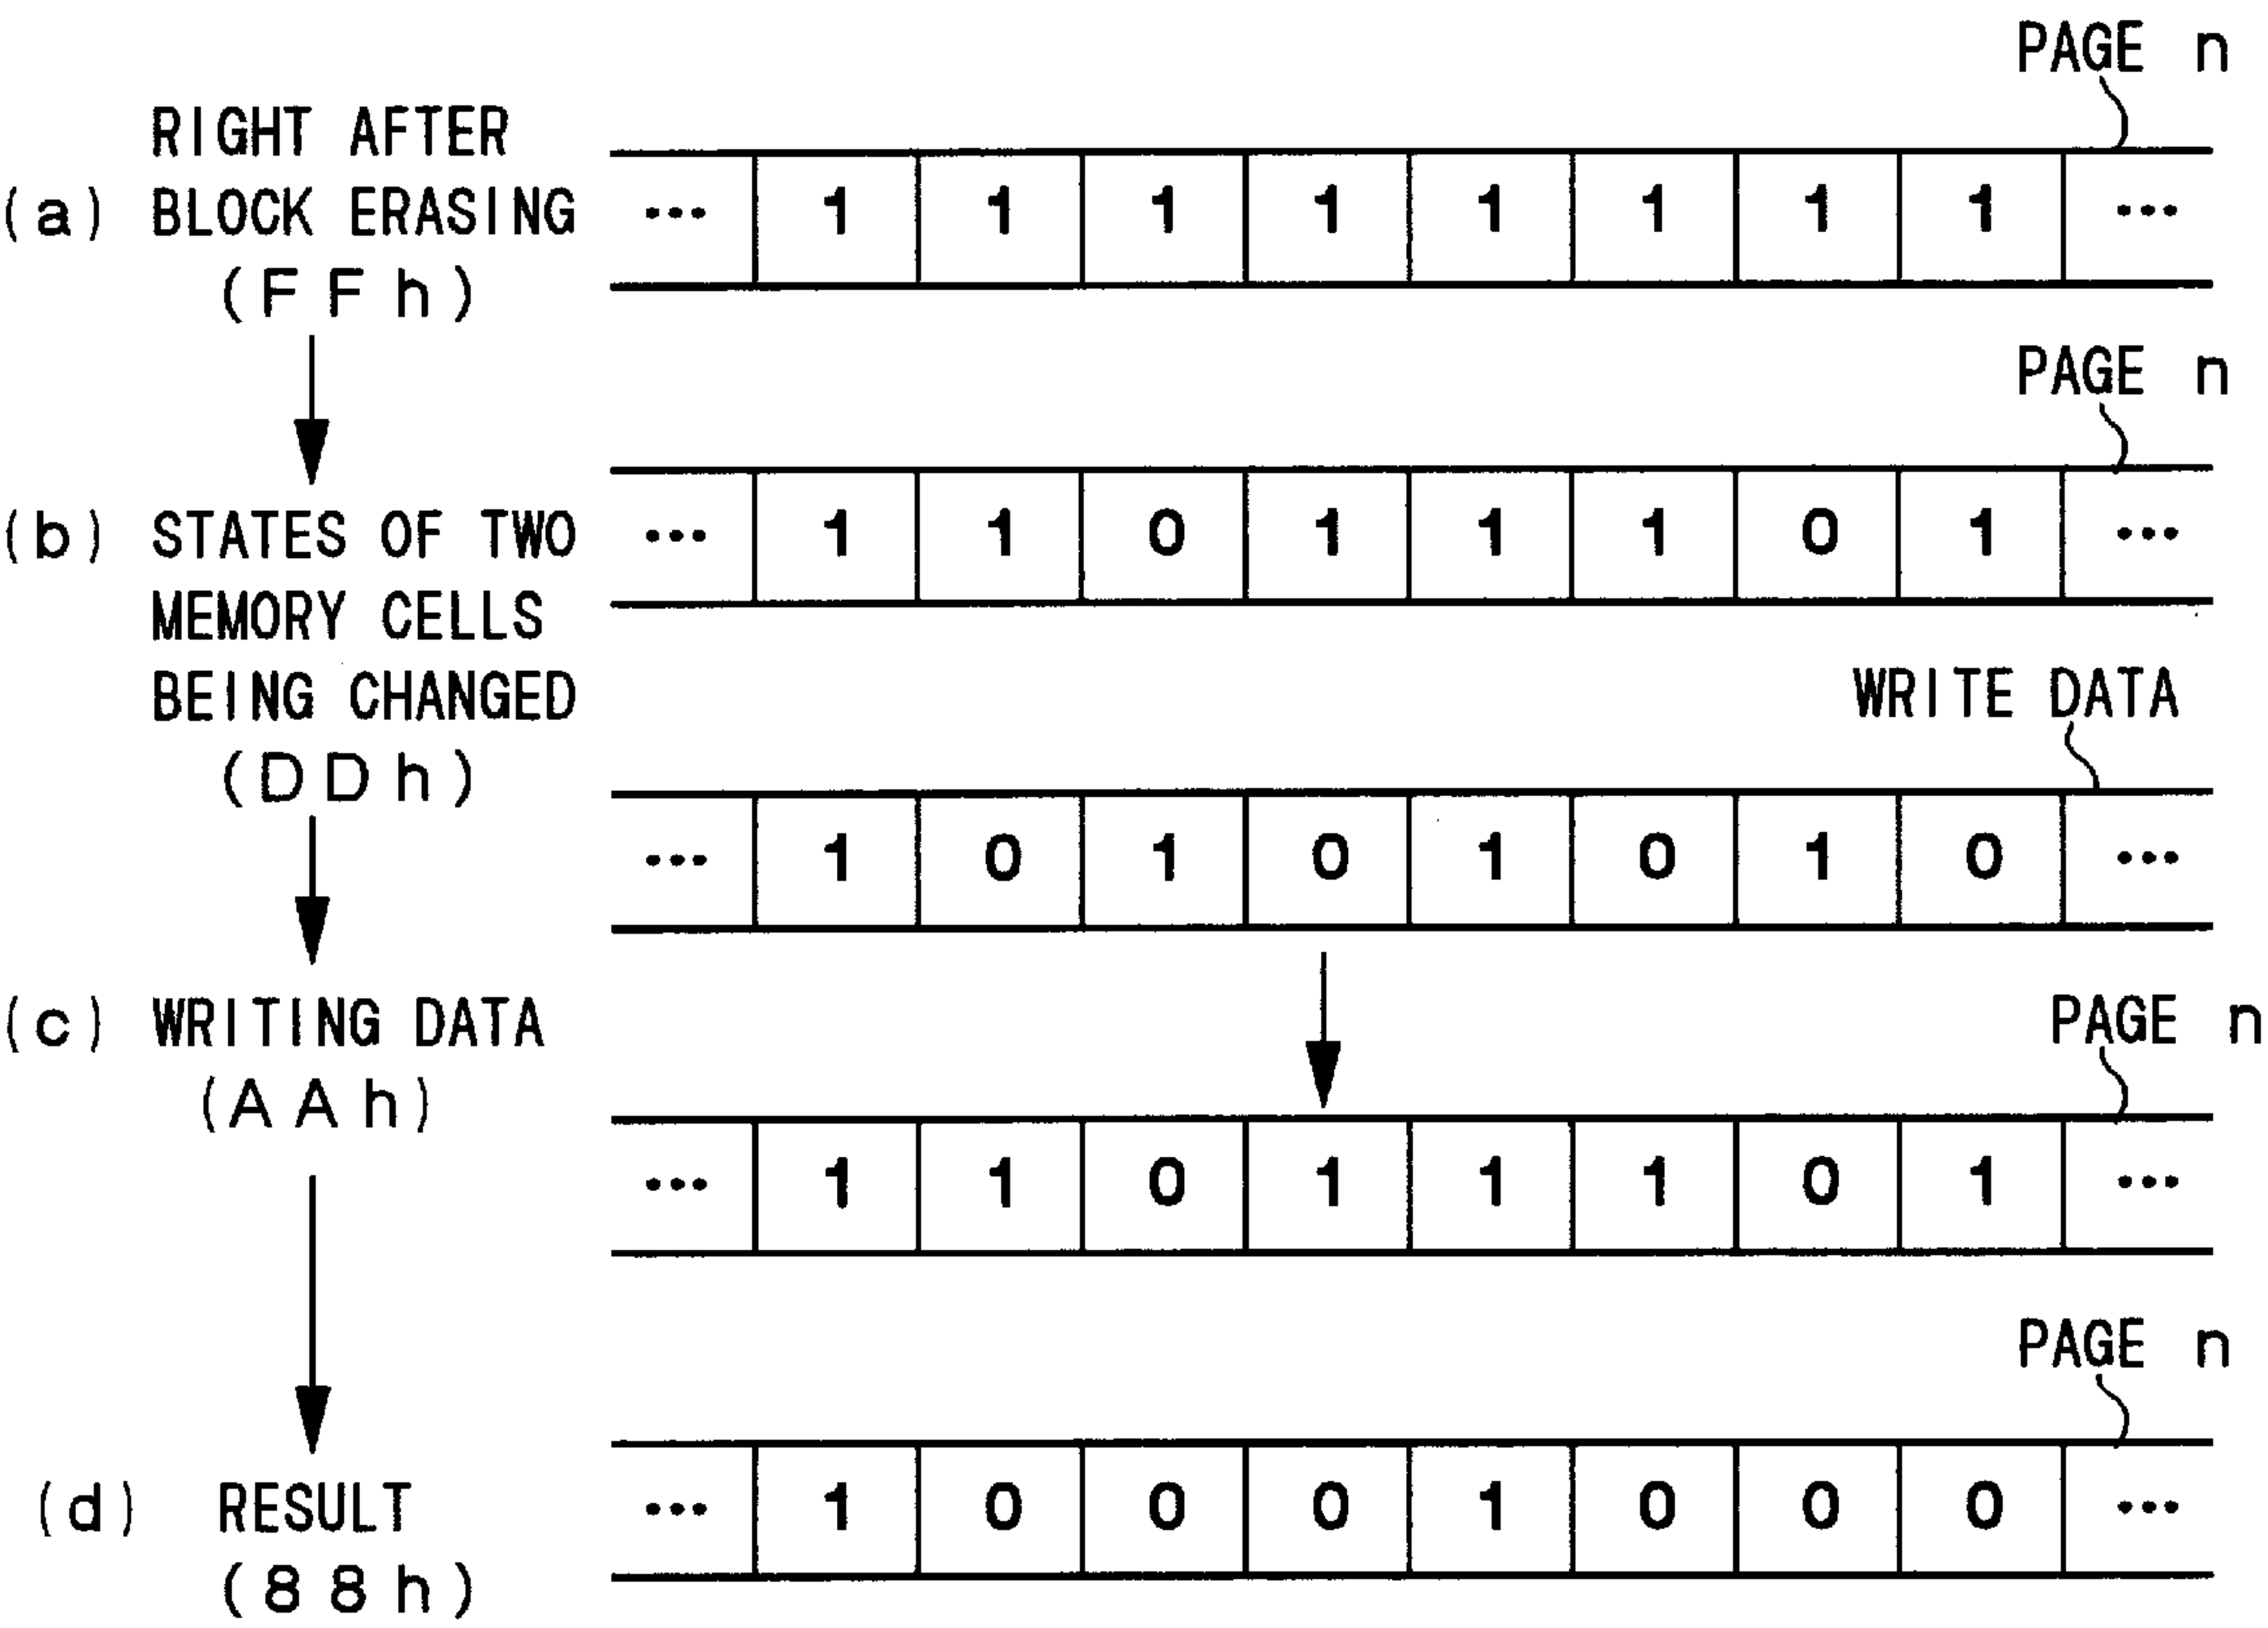 PAGE n
RIGHT AFTER
(a) BLOCK ERASING
(FFh)
... 1 1 1 1 1 1 1 1 ...
PAGE n
(b) STATES OF TWO
MEMORY CELLS
BEING CHANGED
(DDh)
... 1 1 0 1 1 1 0 1 ...
WRITE DATA
... 1 0 1 0 1 0 1 0 ...
(c) WRITING DATA
(AAh)
PAGE n
... 1 1 0 1 1 1 0 1 ...
PAGE n
(d) RESULT
(88h)
... 1 0 0 0 1 0 0 0 ...